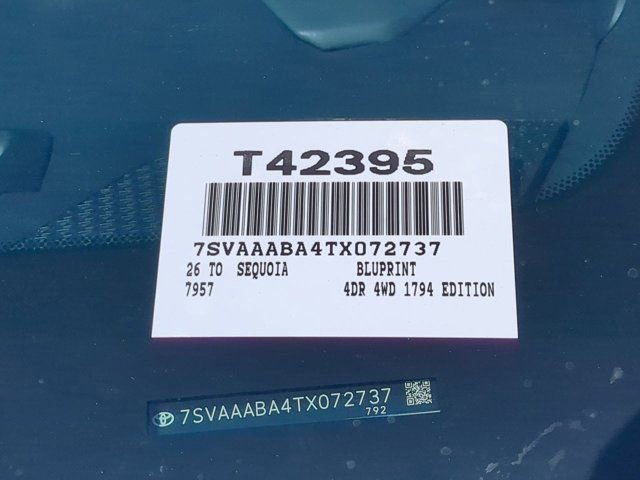 T42395
7SVAAABA4TX072737
26 TO SEQUOIA BLUPRINT
7957 4DR 4WD 1794 EDITION
7SVAAABA4TX072737
792